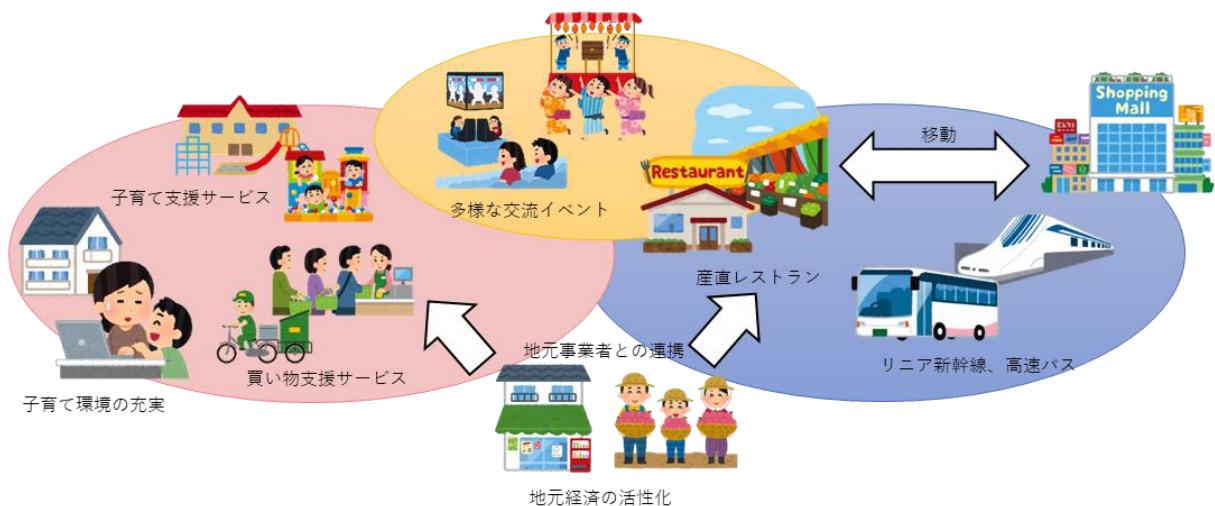 Shopping
Mall
移動
子育て支援サービス
多様な交流イベント
Restaurant
産直レストラン
地元事業者との連携
リニア新幹線、高速バス
買い物支援サービス
子育て環境の充実
地元経済の活性化